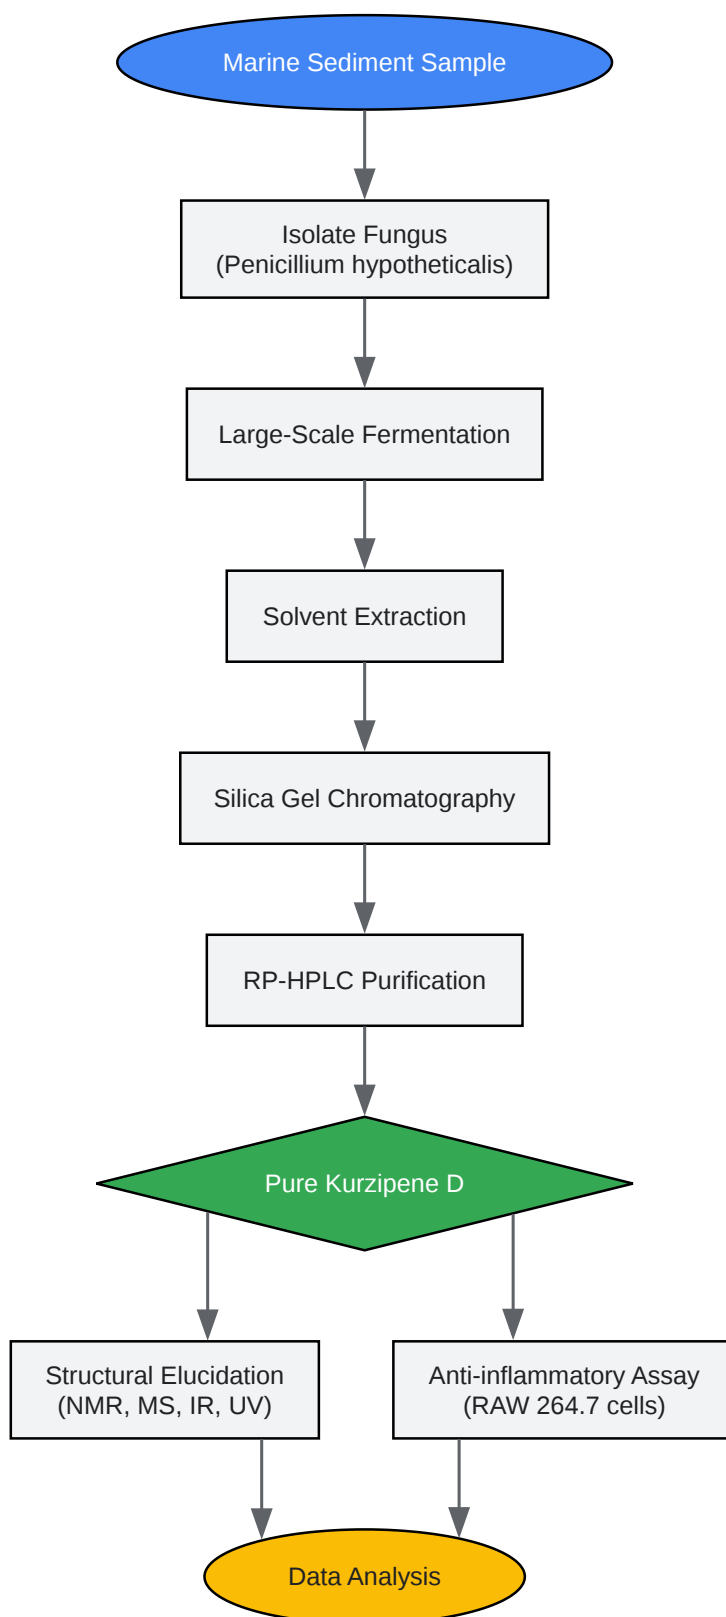 Marine Sediment Sample
Isolate Fungus
(Penicillium hypotheticalis)
Large-Scale Fermentation
Solvent Extraction
Silica Gel Chromatography
RP-HPLC Purification
Pure Kurzipene D
Structural Elucidation
(NMR, MS, IR, UV)
Anti-inflammatory Assay
(RAW 264.7 cells)
Data Analysis